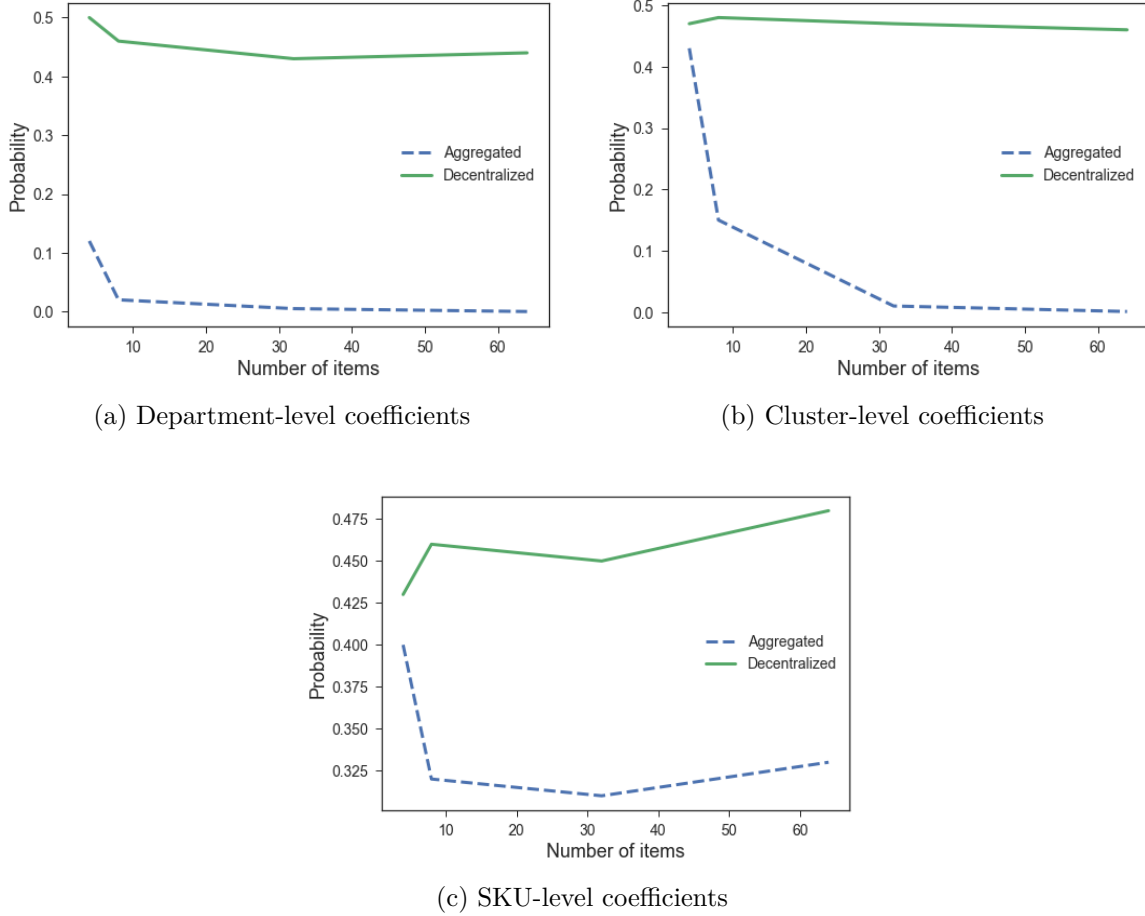 0.5
0.4
0.3
0.2
0.1
0.0
Probability
Aggregated
Decentralized
10 20 30 40 50 60
Number of items
(a) Department-level coefficients
0.5
0.4
0.3
0.2
0.1
0.0
Probability
Aggregated
Decentralized
10 20 30 40 50 60
Number of items
(b) Cluster-level coefficients
0.475
0.450
0.425
0.400
0.375
0.350
0.325
Probability
Aggregated
Decentralized
10 20 30 40 50 60
Number of items
(c) SKU-level coefficients